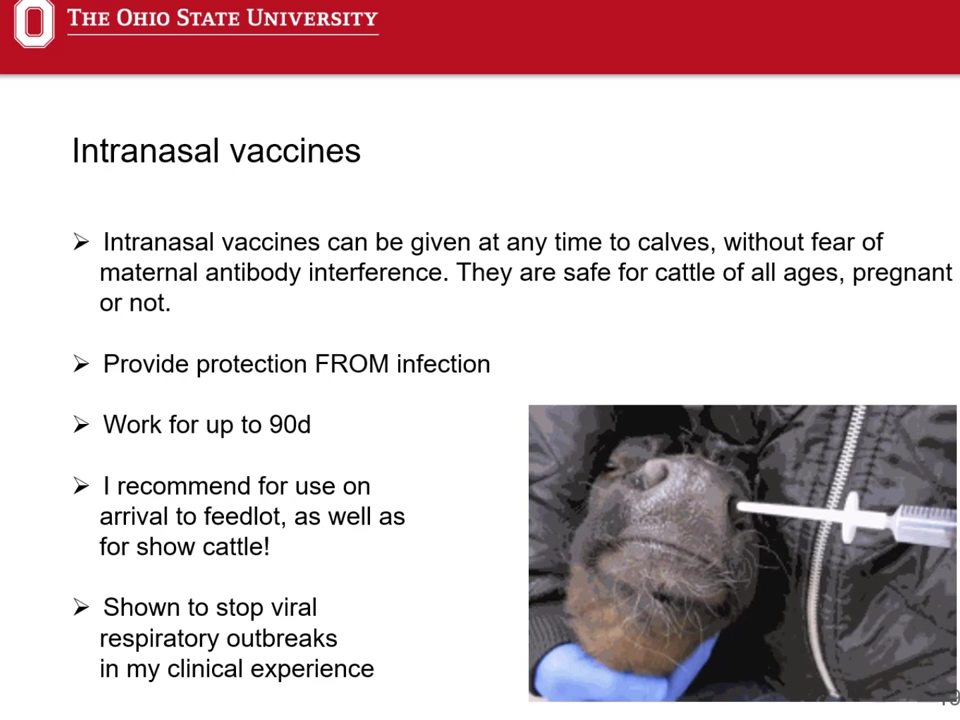 THE OHIO STATE UNIVERSITY
Intranasal vaccines
➢ Intranasal vaccines can be given at any time to calves, without fear of
maternal antibody interference. They are safe for cattle of all ages, pregnant
or not.
➢ Provide protection FROM infection
➢ Work for up to 90d
➢ I recommend for use on
arrival to feedlot, as well as
for show cattle!
➢ Shown to stop viral
respiratory outbreaks
in my clinical experience